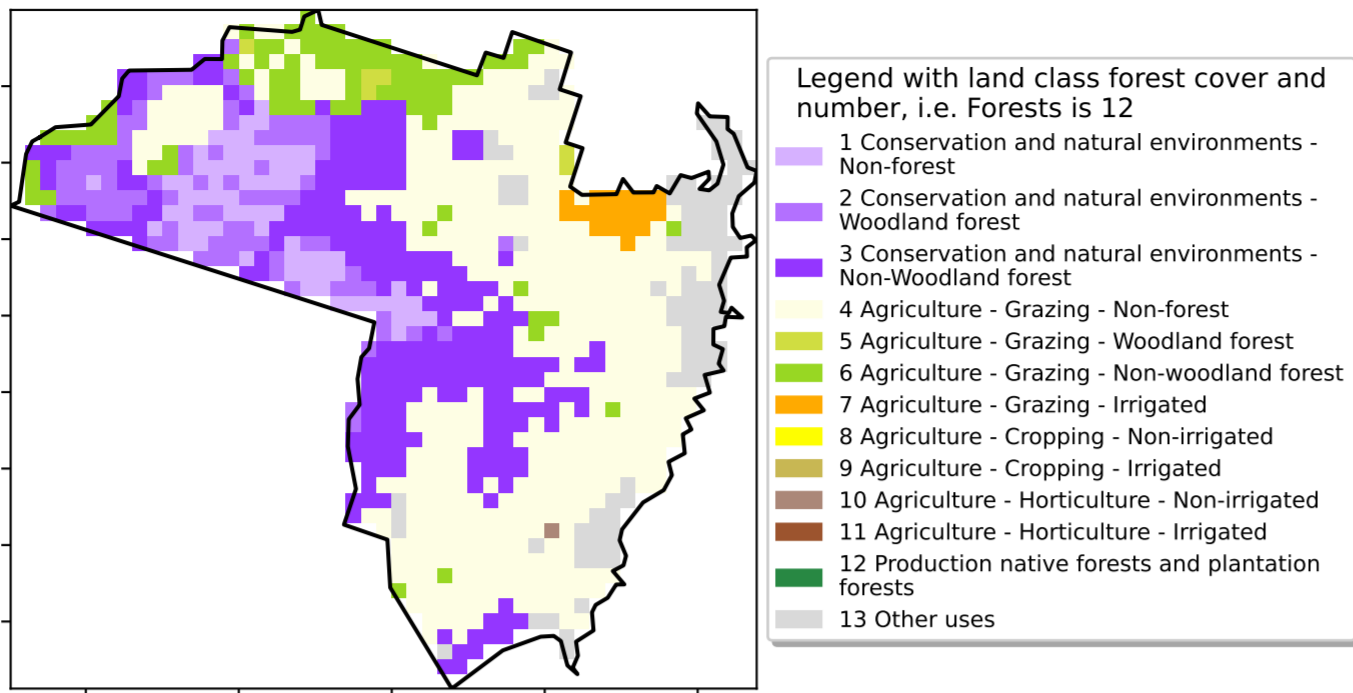 Legend with land class forest cover and
number, i.e. Forests is 12
1 Conservation and natural environments -
Non-forest
2 Conservation and natural environments -
Woodland forest
3 Conservation and natural environments -
Non-Woodland forest
4 Agriculture - Grazing - Non-forest
5 Agriculture - Grazing - Woodland forest
6 Agriculture - Grazing - Non-woodland forest
7 Agriculture - Grazing - Irrigated
8 Agriculture - Cropping - Non-irrigated
9 Agriculture - Cropping - Irrigated
10 Agriculture - Horticulture - Non-irrigated
11 Agriculture - Horticulture - Irrigated
12 Production native forests and plantation
forests
13 Other uses